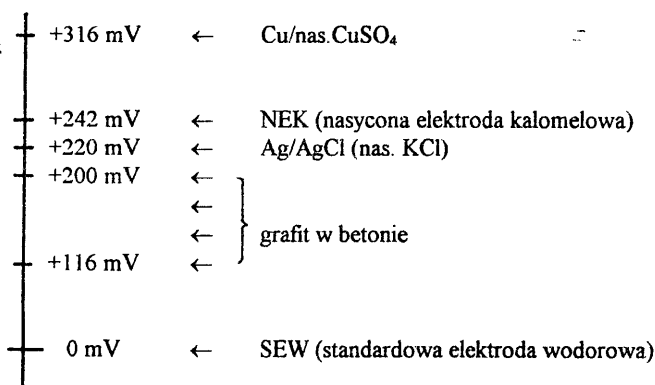 +316 mV ← Cu/nas.CuSO₄
+242 mV ← NEK (nasycona elektroda kalomelowa)
+220 mV ← Ag/AgCl (nas. KCl)
+200 mV ←
←
← grafit w betonie
+116 mV ←
0 mV ← SEW (standardowa elektroda wodorowa)